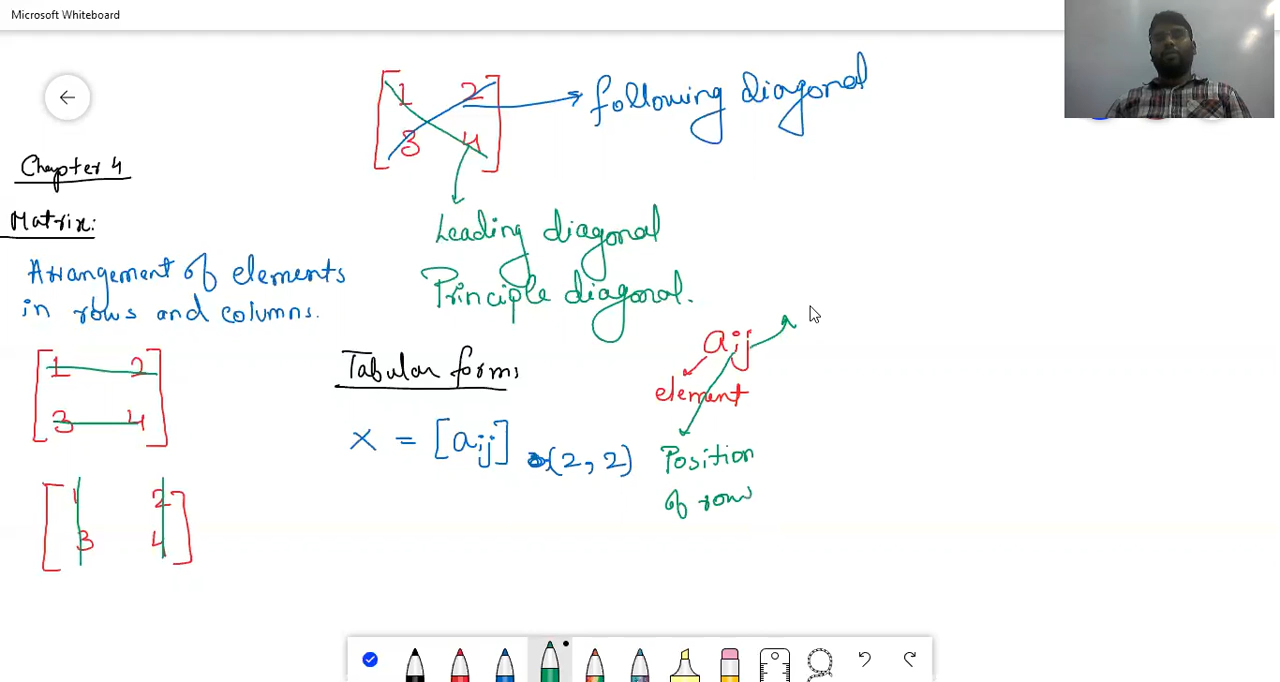 Microsoft Whiteboard
Chapter 4
Matrix:
Arrangement of elements
in rows and columns.
1 2
3 4
1 2
3 4
1 2
3 4
following diagonal
Leading diagonal
Principle diagonal.
Tabular form,
X = [aij] (2, 2)
aij
element
Position
of row